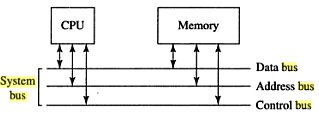 CPU
Memory
Data bus
System
bus
Address bus
Control bus